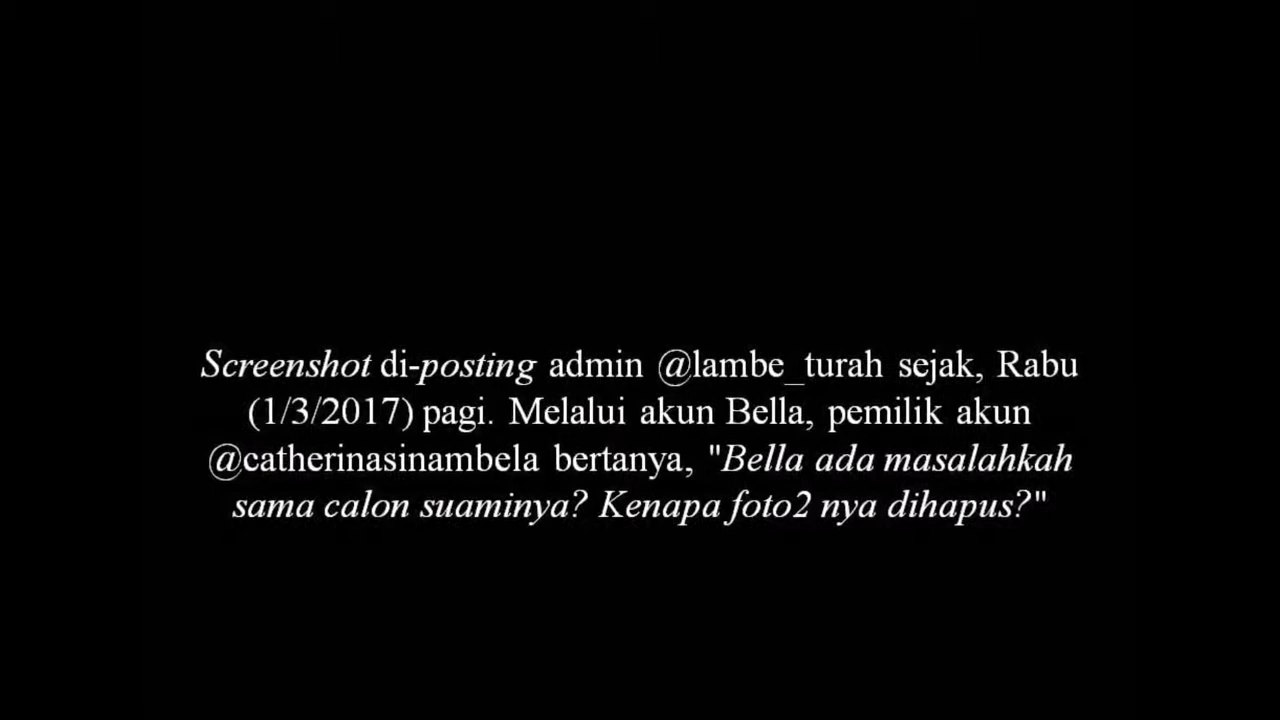 Screenshot di-posting admin @lambe_turah sejak, Rabu
(1/3/2017) pagi. Melalui akun Bella, pemilik akun
@catherinasinambela bertanya, "Bella ada masalahkah
sama calon suaminya? Kenapa foto2 nya dihapus?"